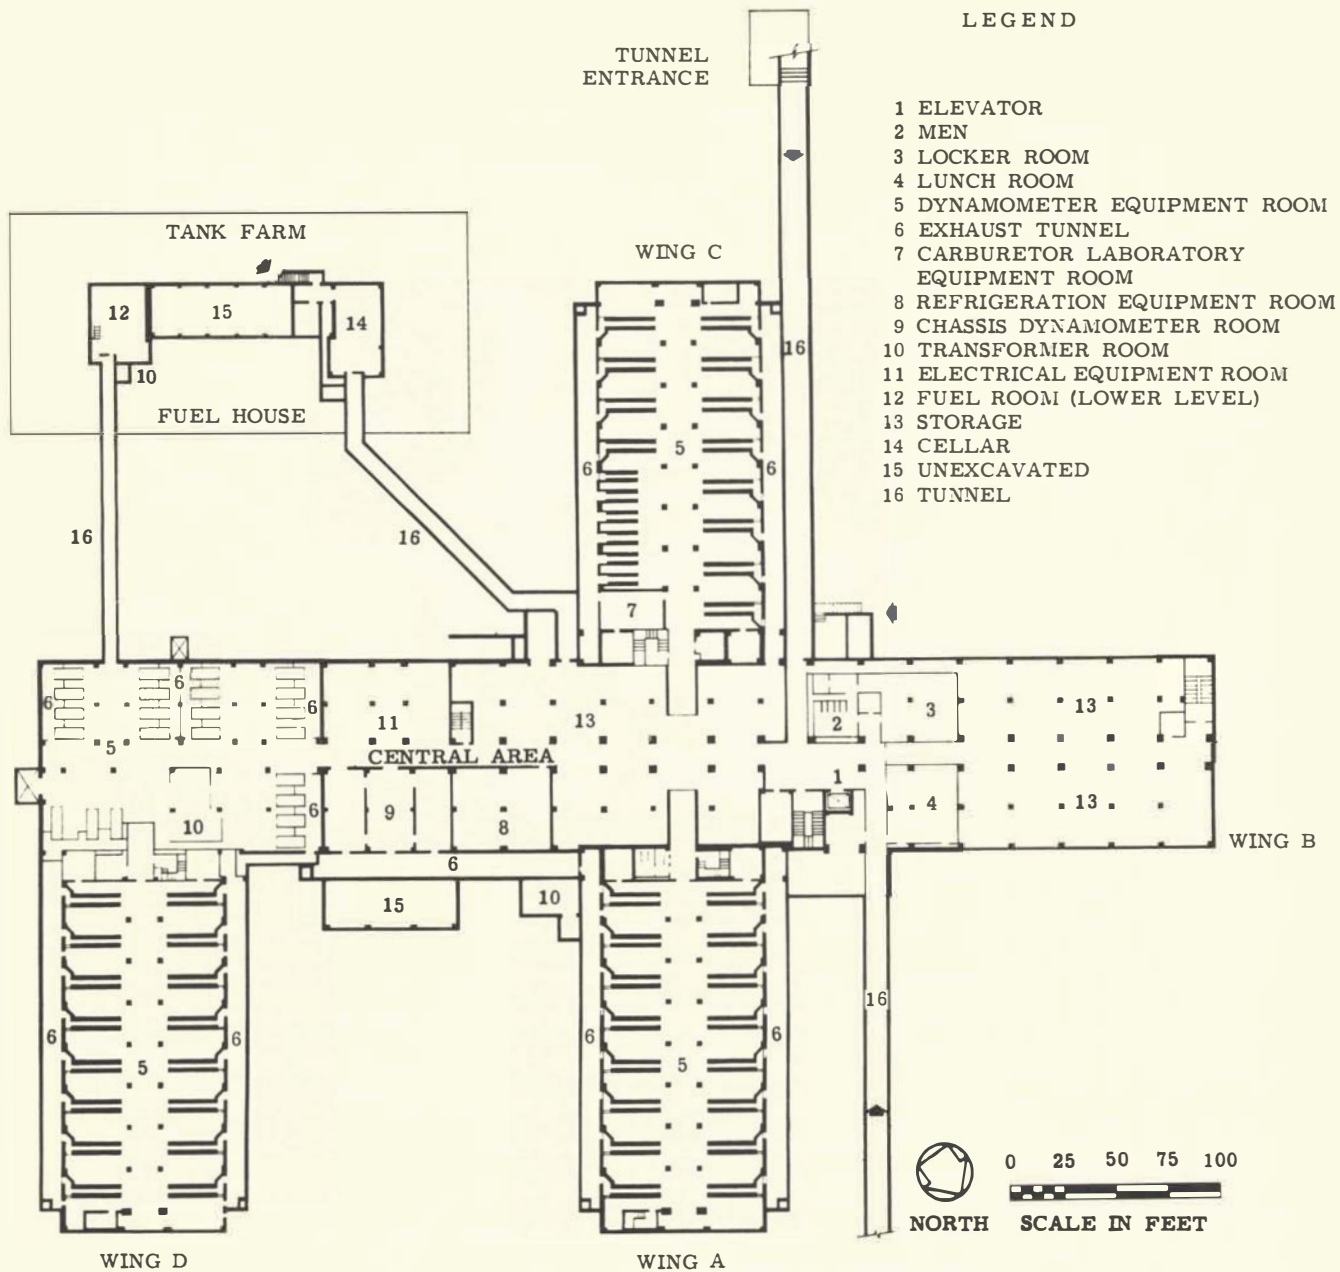 LEGEND
TUNNEL
ENTRANCE
1 ELEVATOR
2 MEN
3 LOCKER ROOM
4 LUNCH ROOM
5 DYNAMOMETER EQUIPMENT ROOM
6 EXHAUST TUNNEL
7 CARBURETOR LABORATORY
EQUIPMENT ROOM
8 REFRIGERATION EQUIPMENT ROOM
9 CHASSIS DYNAMOMETER ROOM
10 TRANSFORMER ROOM
11 ELECTRICAL EQUIPMENT ROOM
12 FUEL ROOM (LOWER LEVEL)
13 STORAGE
14 CELLAR
15 UNEXCAVATED
16 TUNNEL
TANK FARM
WING C
12
15
14
16
10
FUEL HOUSE
5
6
6
16
16
7
6
6
6
11
13
2
3
13
5
CENTRAL AREA
1
6
9
8
4
13
10
WING B
6
15
10
16
6
5
6
6
5
6
0 25 50 75 100
NORTH SCALE IN FEET
WING D
WING A